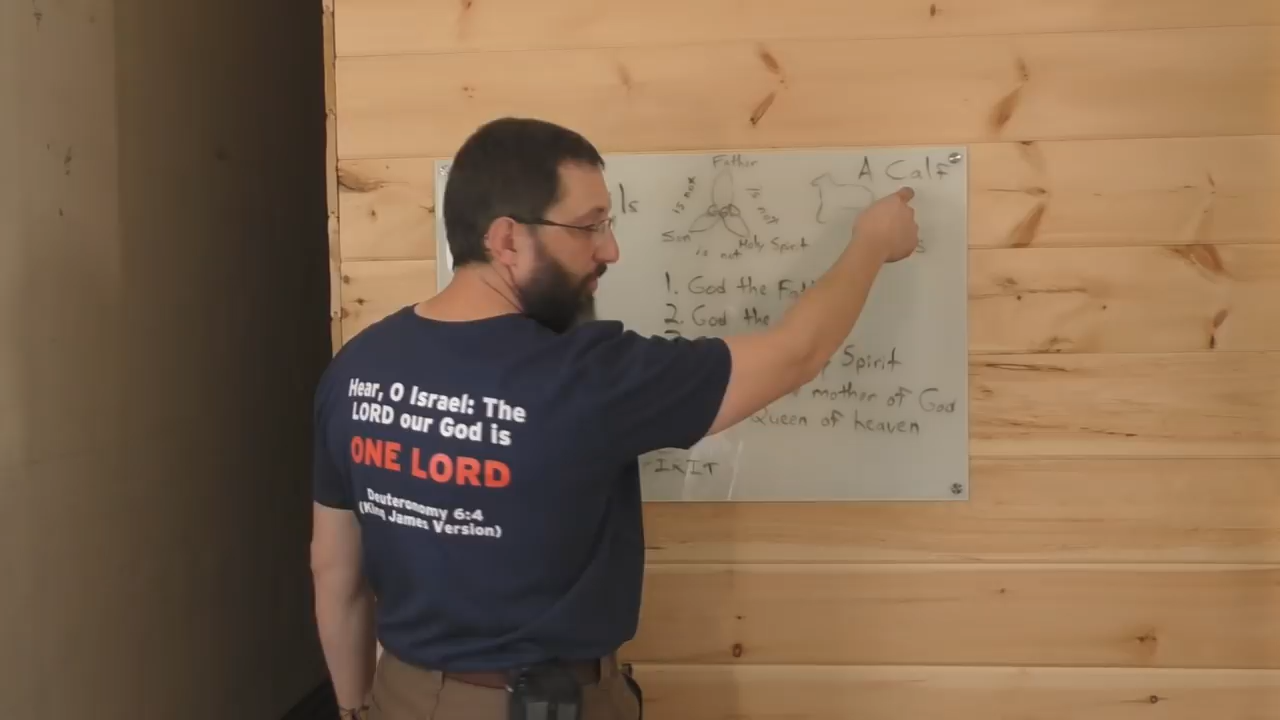 Hear, O Israel: The
LORD our God is
ONE LORD
Deuteronomy 6:4
(King James Version)
ls
Father
is not
is not
God
Son
Holy Spirit
is not
A Calf
s
1. God the
2. God the
Spirit
mother of God
Queen of heaven